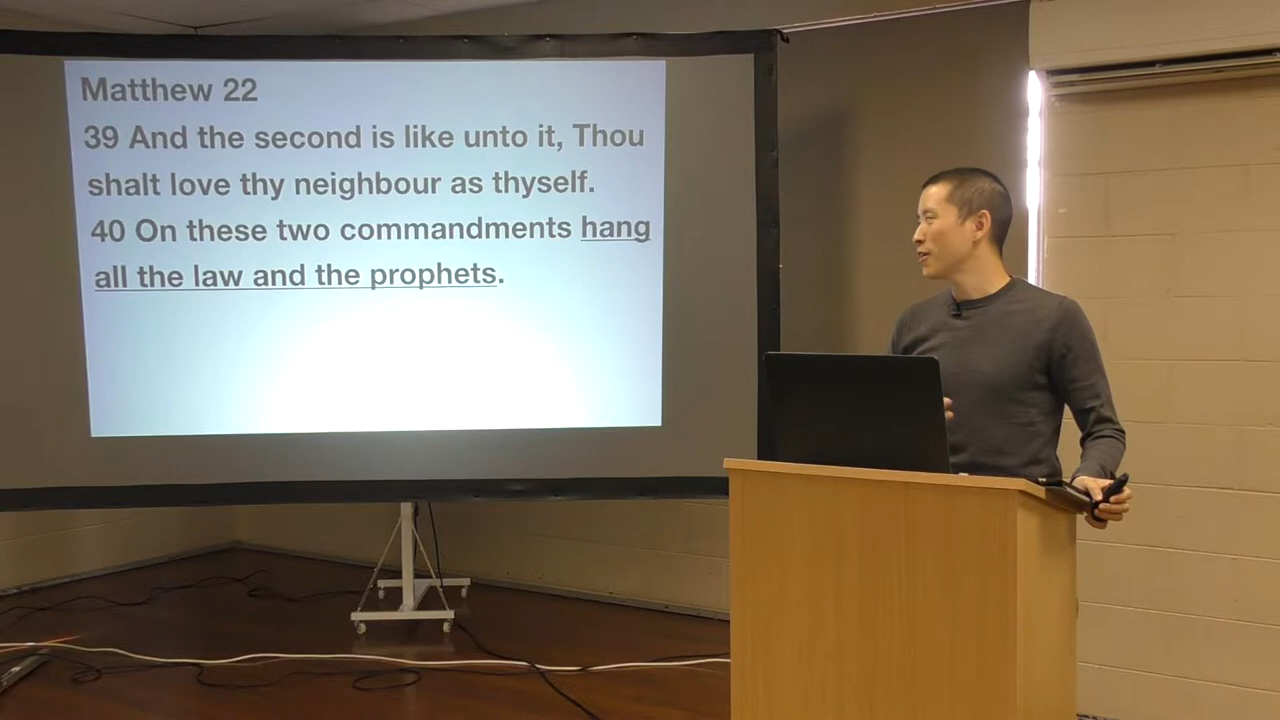 Matthew 22
39 And the second is like unto it, Thou
shalt love thy neighbour as thyself.
40 On these two commandments hang
all the law and the prophets.